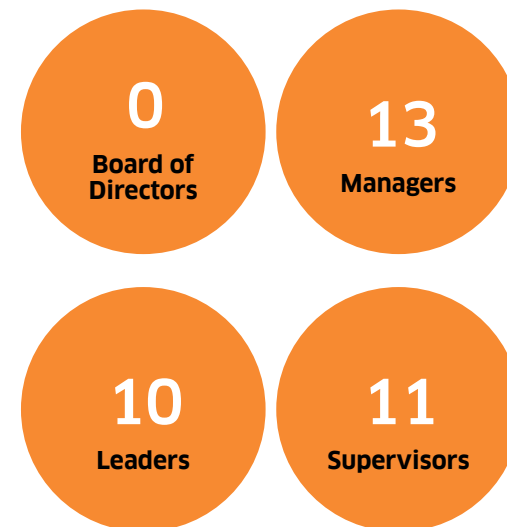 0
Board of
Directors
13
Managers
10
Leaders
11
Supervisors